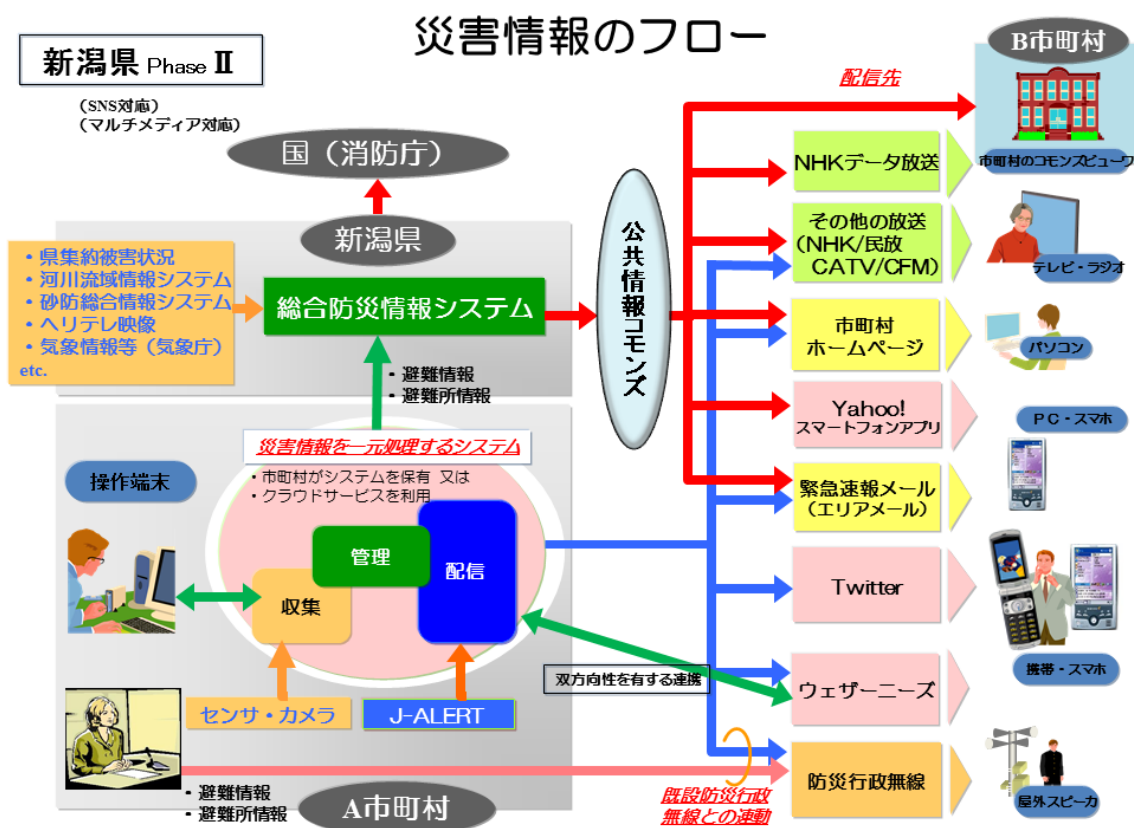 災害情報のフロー
新潟県 Phase Ⅱ
（SNS対応）
（マルチメディア対応）
国（消防庁）
新潟県
・県集約被害状況
・河川流域情報システム
・砂防総合情報システム
・ヘリテレ映像
・気象情報等（気象庁）
etc.
総合防災情報システム
・避難情報
・避難所情報
公共情報コモンズ
災害情報を一元処理するシステム
・市町村がシステムを保有 又は
・クラウドサービスを利用
操作端末
管理
配信
収集
センサ・カメラ
J-ALERT
双方向性を有する連携
・避難情報
・避難所情報
A市町村
既設防災行政
無線との連動
配信先
B市町村
市町村のコモンズビューワ
NHKデータ放送
その他の放送
（NHK/民放
CATV/CFM）
テレビ・ラジオ
市町村
ホームページ
パソコン
Yahoo!
スマートフォンアプリ
ＰＣ・スマホ
緊急速報メール
（エリアメール）
Twitter
携帯・スマホ
ウェザーニーズ
防災行政無線
屋外スピーカ